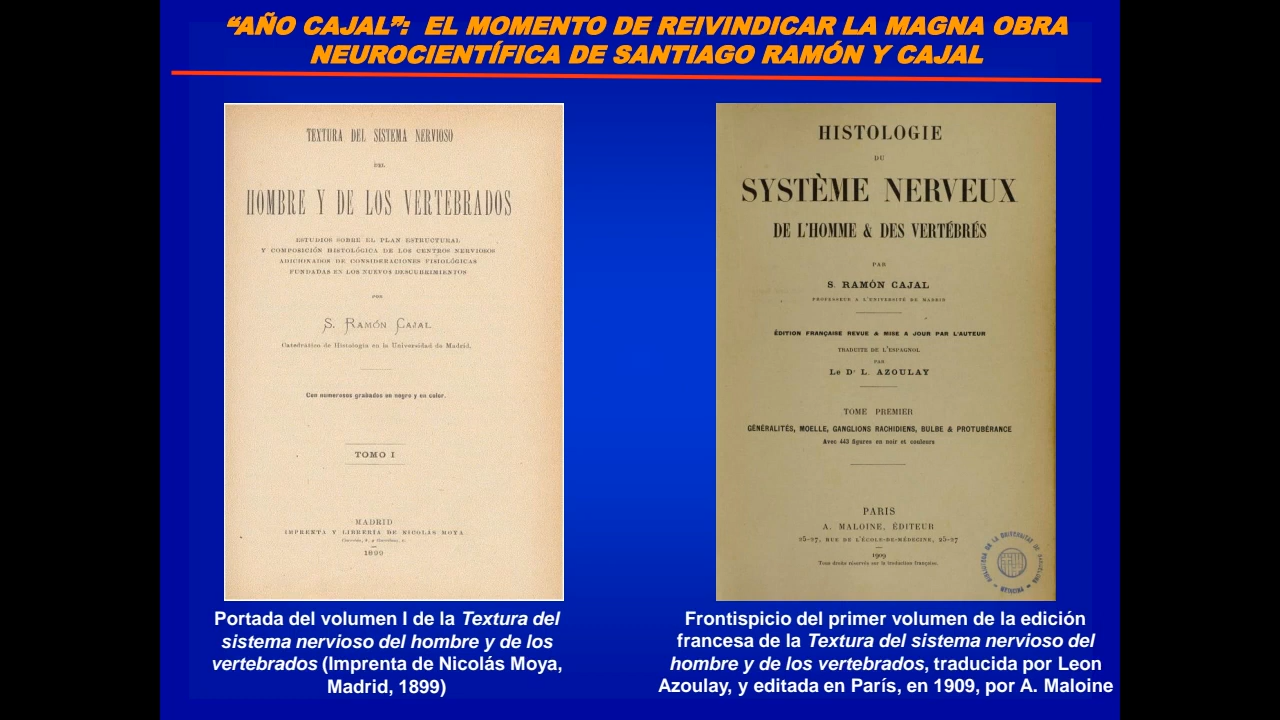 “AÑO CAJAL”: EL MOMENTO DE REIVINDICAR LA MAGNA OBRA
NEUROCIENTÍFICA DE SANTIAGO RAMÓN Y CAJAL
TEXTURA DEL SISTEMA NERVIOSO
DEL
HOMBRE Y DE LOS VERTEBRADOS
ESTUDIOS SOBRE EL PLAN ESTRUCTURAL
Y COMPOSICIÓN HISTOLÓGICA DE LOS CENTROS NERVIOSOS
ADICIONADOS DE CONSIDERACIONES FISIOLÓGICAS
FUNDADAS EN LOS NUEVOS DESCUBRIMIENTOS
POR
S. Ramón Cajal
Catedrático de Histología en la Universidad de Madrid.
Con numerosos grabados en negro y en color.
TOMO I
MADRID
IMPRENTA Y LIBRERÍA DE NICOLÁS MOYA
1899
Portada del volumen I de la Textura del
sistema nervioso del hombre y de los
vertebrados (Imprenta de Nicolás Moya,
Madrid, 1899)
HISTOLOGIE
DU
SYSTÈME NERVEUX
DE L'HOMME & DES VERTÉBRÉS
PAR
S. RAMÓN CAJAL
PROFESSEUR A L'UNIVERSITÉ DE MADRID
ÉDITION FRANÇAISE REVUE & MISE A JOUR PAR L'AUTEUR
TRADUITE DE L'ESPAGNOL
PAR
Le Dr L. AZOULAY
TOME PREMIER
GÉNÉRALITÉS, MOELLE, GANGLIONS RACHIDIENS, BULBE & PROTUBÉRANCE
Avec 443 figures en noir et couleurs
PARIS
A. MALOINE, ÉDITEUR
25-27, RUE DE L'ÉCOLE-DE-MÉDECINE, 25-27
1909
Tous droits réservés sur la traduction française.
BIBLIOTECA DE LA UNIVERSITAT DE BARCELONA
MEDICINA
Frontispicio del primer volumen de la edición
francesa de la Textura del sistema nervioso del
hombre y de los vertebrados, traducida por Leon
Azoulay, y editada en París, en 1909, por A. Maloine